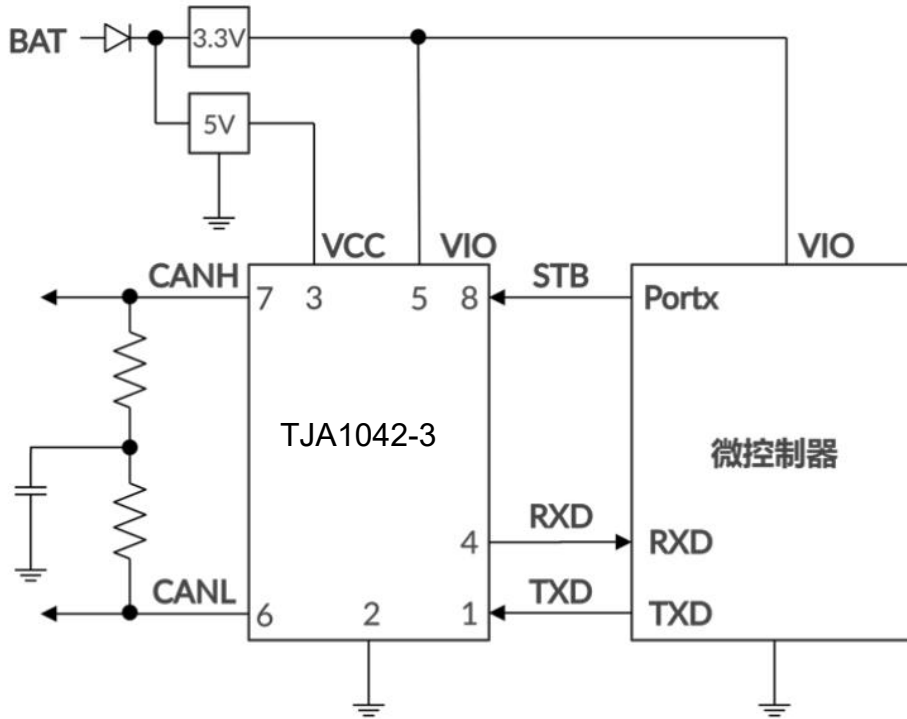 BAT
3.3V
5V
VCC
VIO
VIO
CANH
7
3
5
8
STB
Portx
TJA1042-3
微控制器
4
RXD
RXD
CANL
6
2
1
TXD
TXD